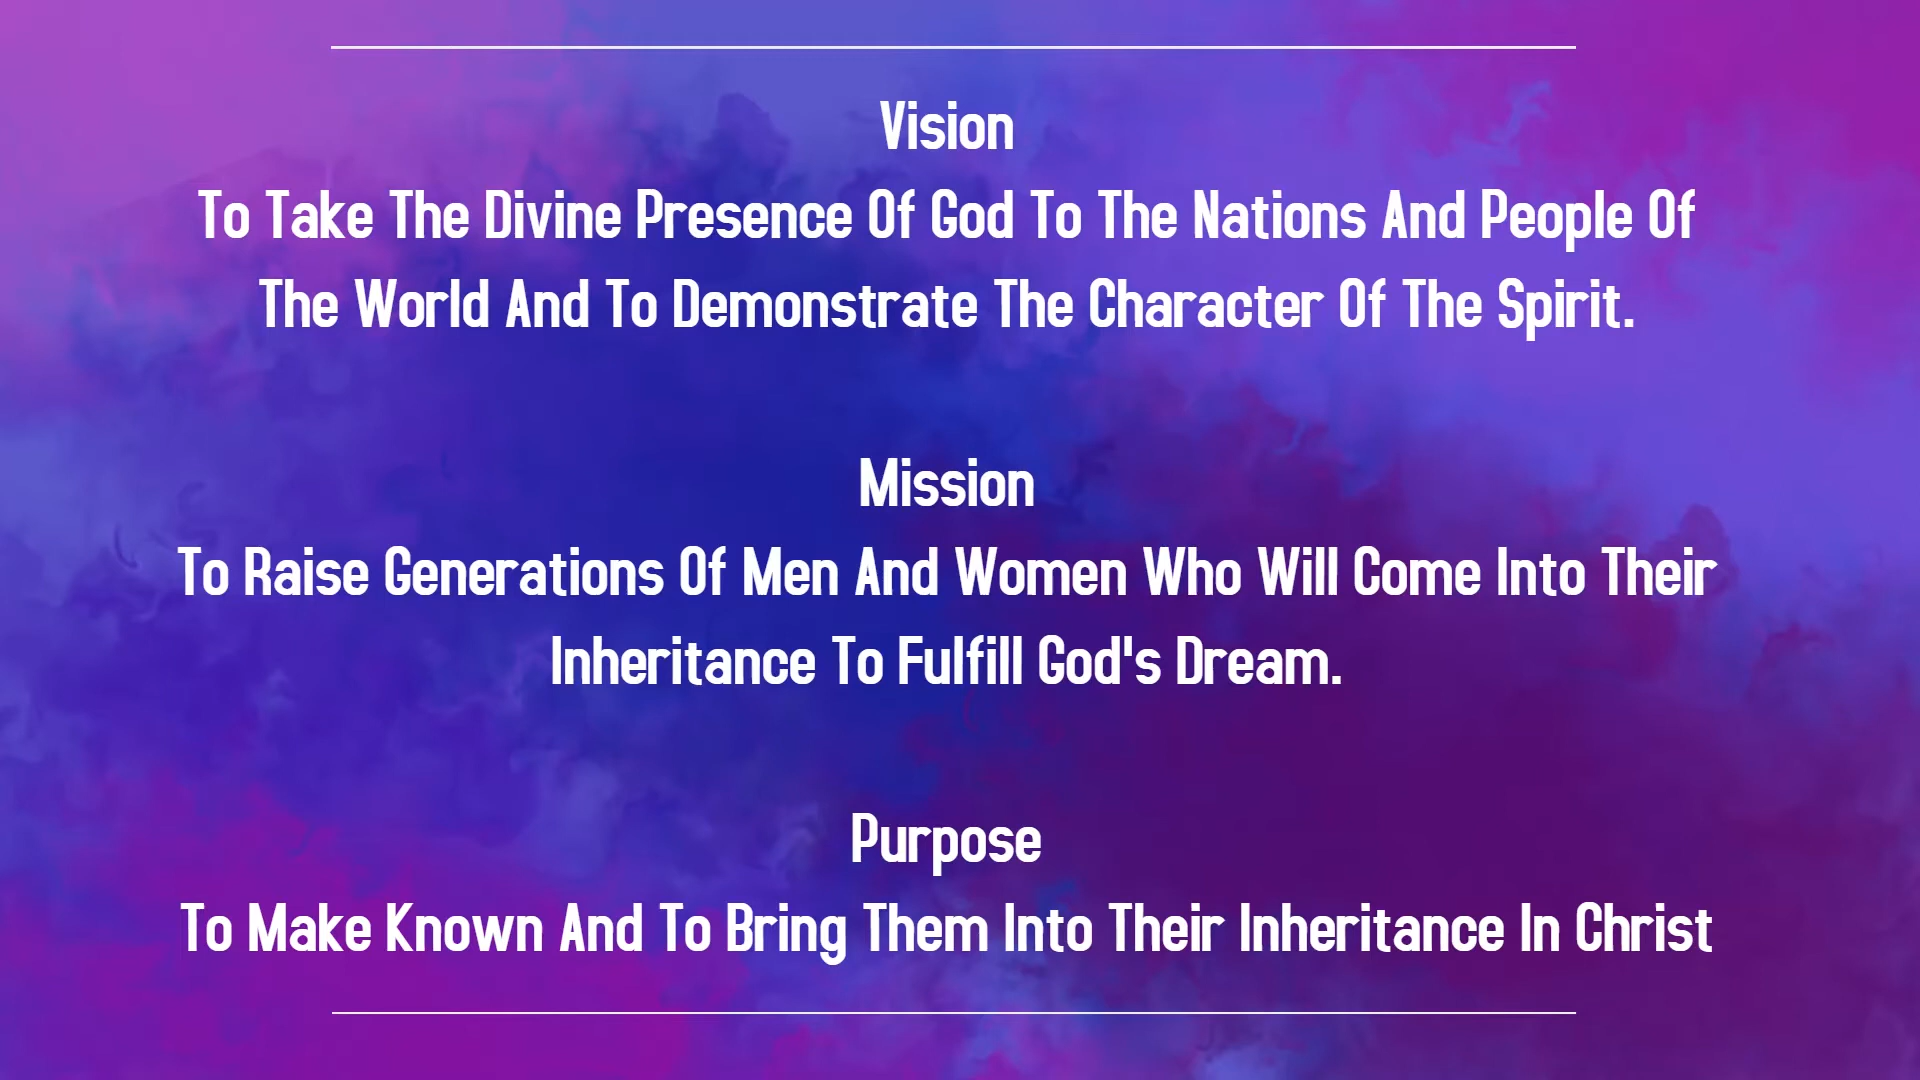 Vision
To Take The Divine Presence Of God To The Nations And People Of
The World And To Demonstrate The Character Of The Spirit.
Mission
To Raise Generations Of Men And Women Who Will Come Into Their
Inheritance To Fulfill God's Dream.
Purpose
To Make Known And To Bring Them Into Their Inheritance In Christ